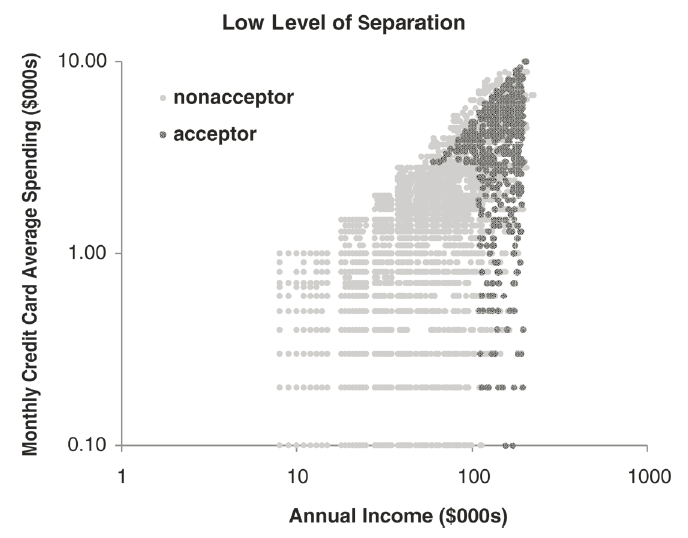 Low Level of Separation
Monthly Credit Card Average Spending ($000s)
10.00
1.00
0.10
nonacceptor
acceptor
1
10
100
1000
Annual Income ($000s)